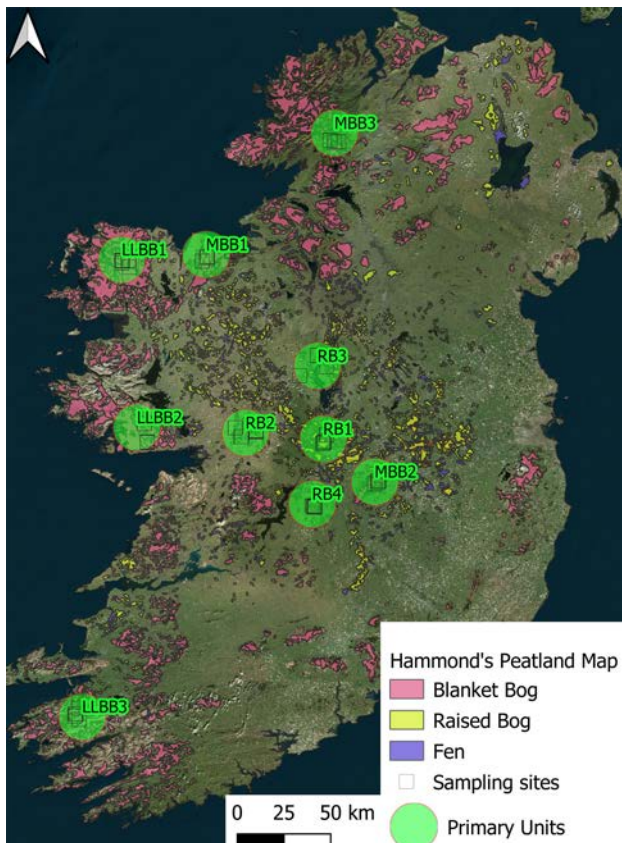 MBB3
LLBB1
MBB1
RB3
LLBB2
RB2
RB1
MBB2
RB4
LLBB3
Hammond's Peatland Map
Blanket Bog
Raised Bog
Fen
Sampling sites
0 25 50 km
Primary Units